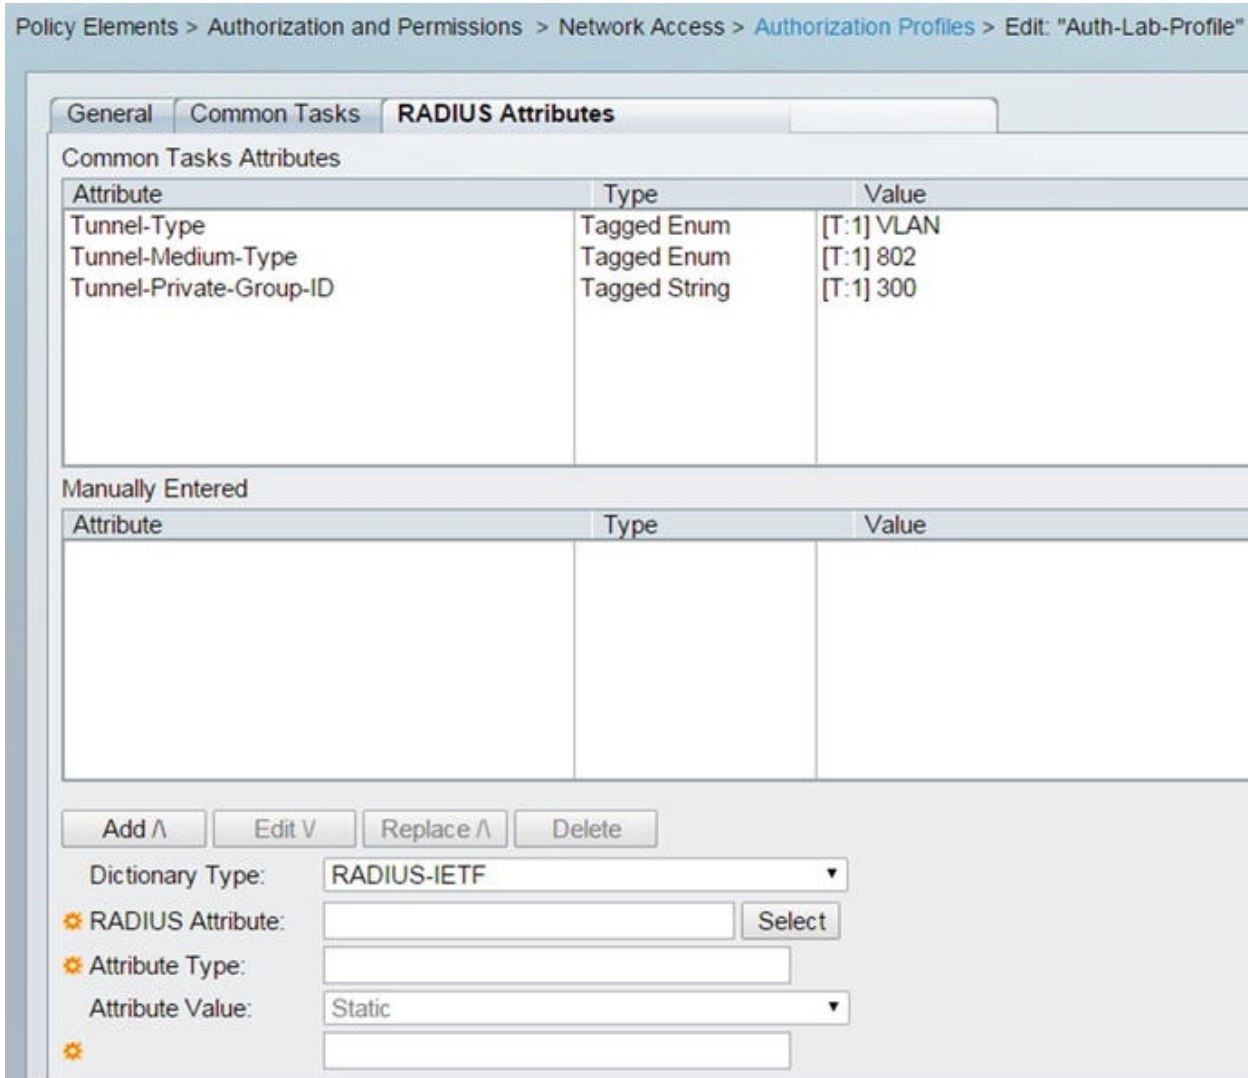 Policy Elements > Authorization and Permissions > Network Access > Authorization Profiles > Edit: "Auth-Lab-Profile"
General Common Tasks RADIUS Attributes
Common Tasks Attributes
Attribute Type Value
Tunnel-Type Tagged Enum [T:1] VLAN
Tunnel-Medium-Type Tagged Enum [T:1] 802
Tunnel-Private-Group-ID Tagged String [T:1] 300
Manually Entered
Attribute Type Value
Add /\ Edit \/ Replace /\ Delete
Dictionary Type: RADIUS-IETF
RADIUS Attribute: Select
Attribute Type:
Attribute Value: Static